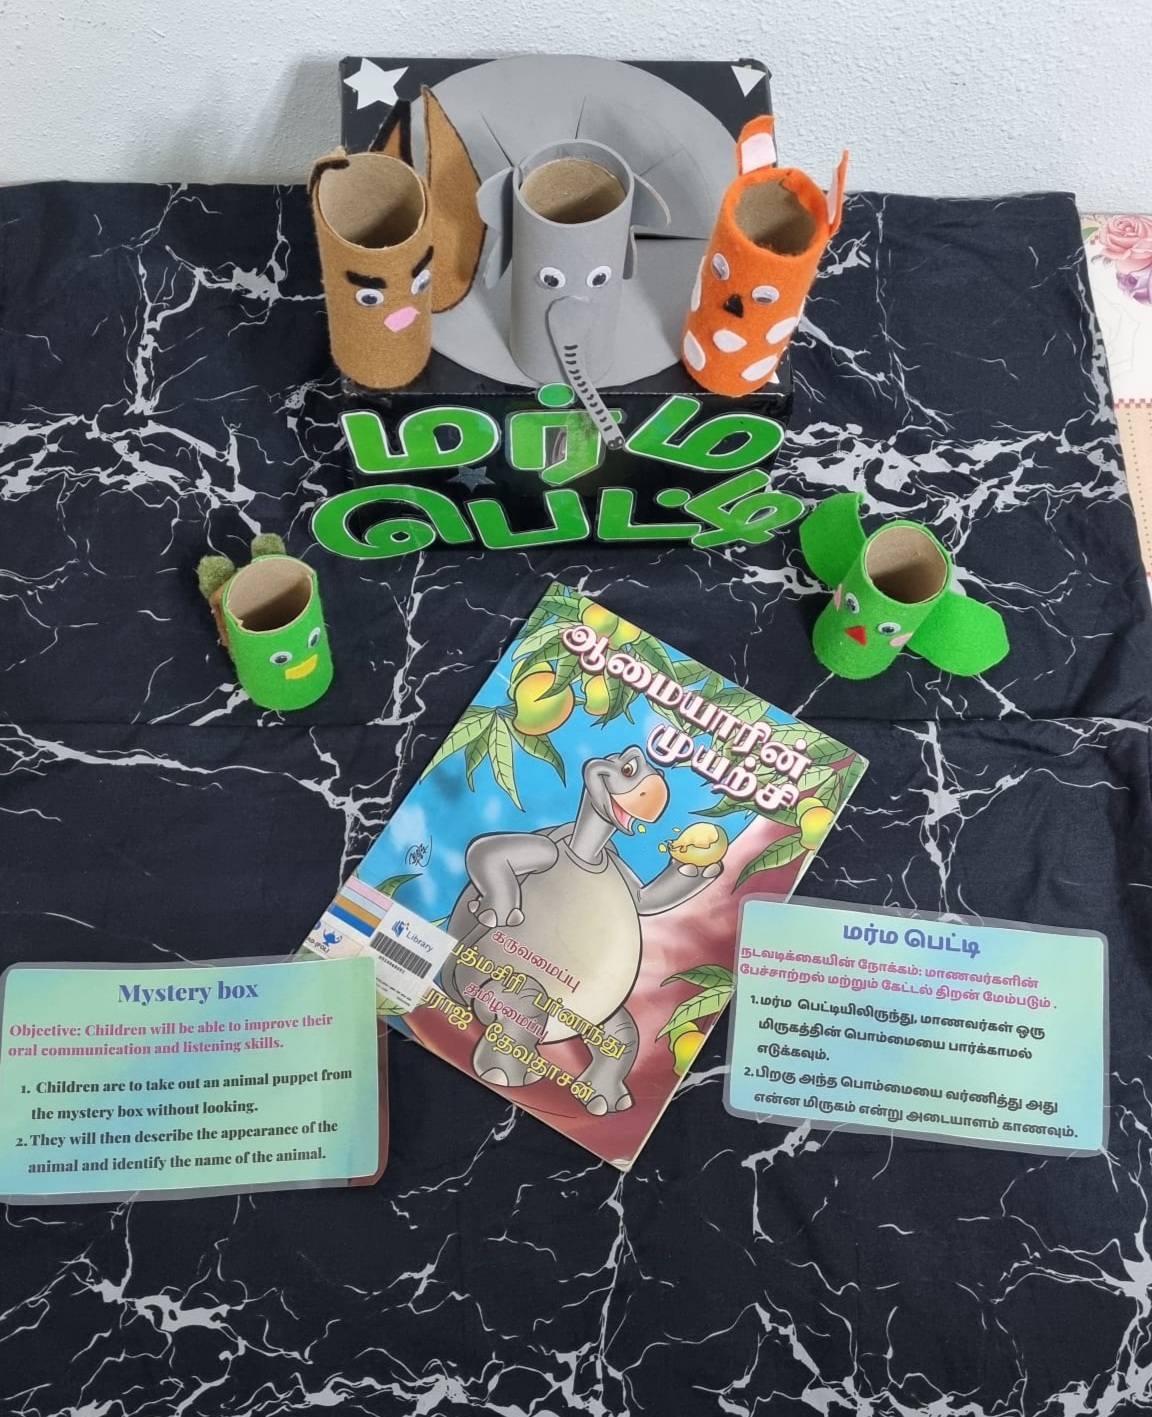 மர்ம
பெட்டி
ஆமையாரின்
முயற்சி
Library
கருவமைப்பு
பத்மசிரி பர்னாந்து
தமிழமைப்பு
ராஜ் தேவதாசன்
Mystery box
Objective: Children will be able to improve their
oral communication and listening skills.
1. Children are to take out an animal puppet from
the mystery box without looking.
2. They will then describe the appearance of the
animal and identify the name of the animal.
மர்ம பெட்டி
நடவடிக்கையின் நோக்கம்: மாணவர்களின்
பேச்சாற்றல் மற்றும் கேட்டல் திறன் மேம்படும் .
1. மர்ம பெட்டியிலிருந்து, மாணவர்கள் ஒரு
மிருகத்தின் பொம்மையை பார்க்காமல்
எடுக்கவும்.
2. பிறகு அந்த பொம்மையை வர்ணித்து அது
என்ன மிருகம் என்று அடையாளம் காணவும்.